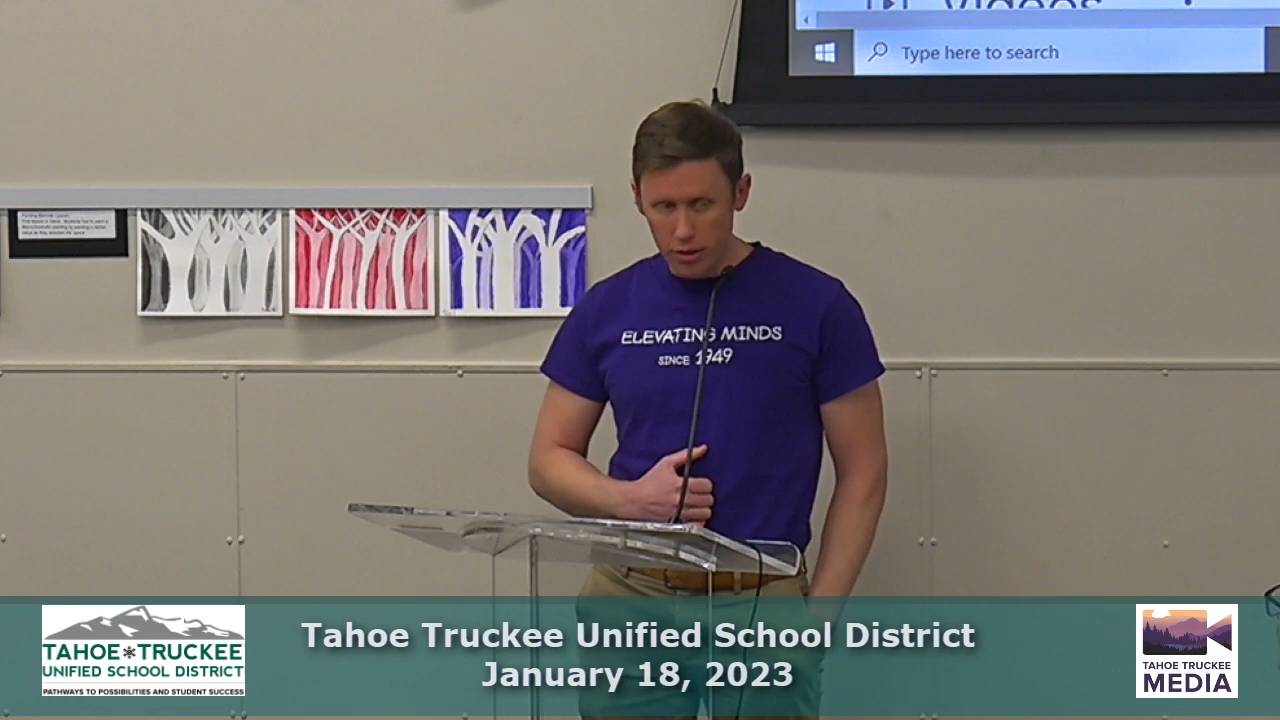 Videos
Type here to search
ELEVATING MINDS
SINCE 1949
TAHOE TRUCKEE
UNIFIED SCHOOL DISTRICT
PATHWAYS TO POSSIBILITIES AND STUDENT SUCCESS
Tahoe Truckee Unified School District
January 18, 2023
TAHOE TRUCKEE
MEDIA